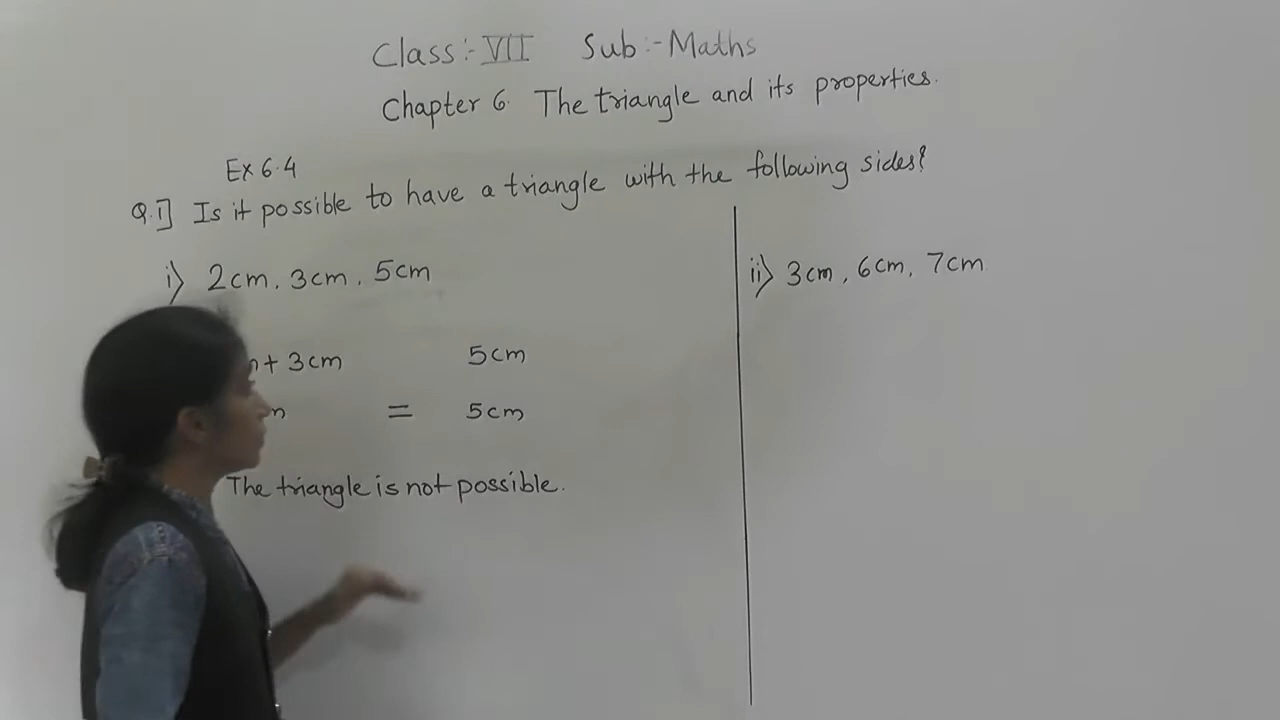 Class:- VII Sub:- Maths
Chapter 6. The triangle and its properties.
Ex 6.4
Q.1] Is it possible to have a triangle with the following sides?
i) 2cm, 3cm, 5cm
+ 3cm 5cm
= 5cm
The triangle is not possible.
ii) 3cm, 6cm, 7cm